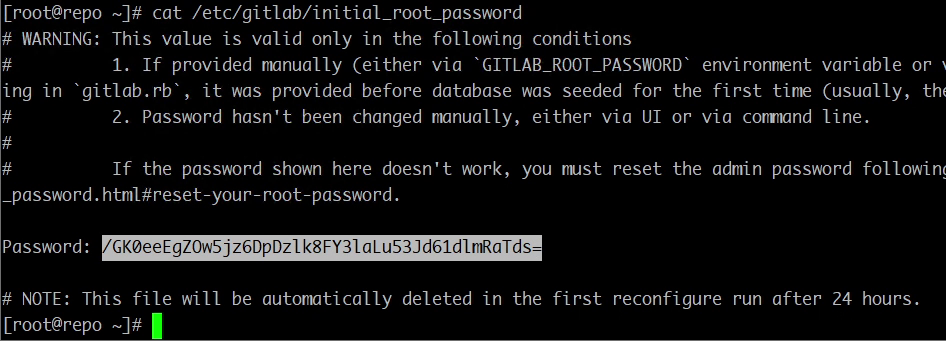 [root@repo ~]# cat /etc/gitlab/initial_root_password
# WARNING: This value is valid only in the following conditions
#          1. If provided manually (either via `GITLAB_ROOT_PASSWORD` environment variable or v
ing in `gitlab.rb`, it was provided before database was seeded for the first time (usually, the
#          2. Password hasn't been changed manually, either via UI or via command line.
#
#          If the password shown here doesn't work, you must reset the admin password following
_password.html#reset-your-root-password.

Password: /GK0eeEgZOw5jz6DpDzlk8FY3laLu53Jd61dlmRaTds=

# NOTE: This file will be automatically deleted in the first reconfigure run after 24 hours.
[root@repo ~]#